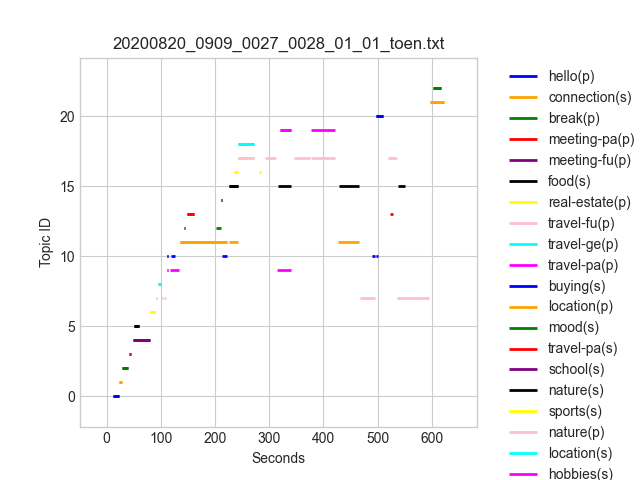 20200820_0909_0027_0028_01_01_toen.txt
Topic ID
20
15
10
5
0
0 100 200 300 400 500 600
Seconds
hello(p)
connection(s)
break(p)
meeting-pa(p)
meeting-fu(p)
food(s)
real-estate(p)
travel-fu(p)
travel-ge(p)
travel-pa(p)
buying(s)
location(p)
mood(s)
travel-pa(s)
school(s)
nature(s)
sports(s)
nature(p)
location(s)
hobbies(s)